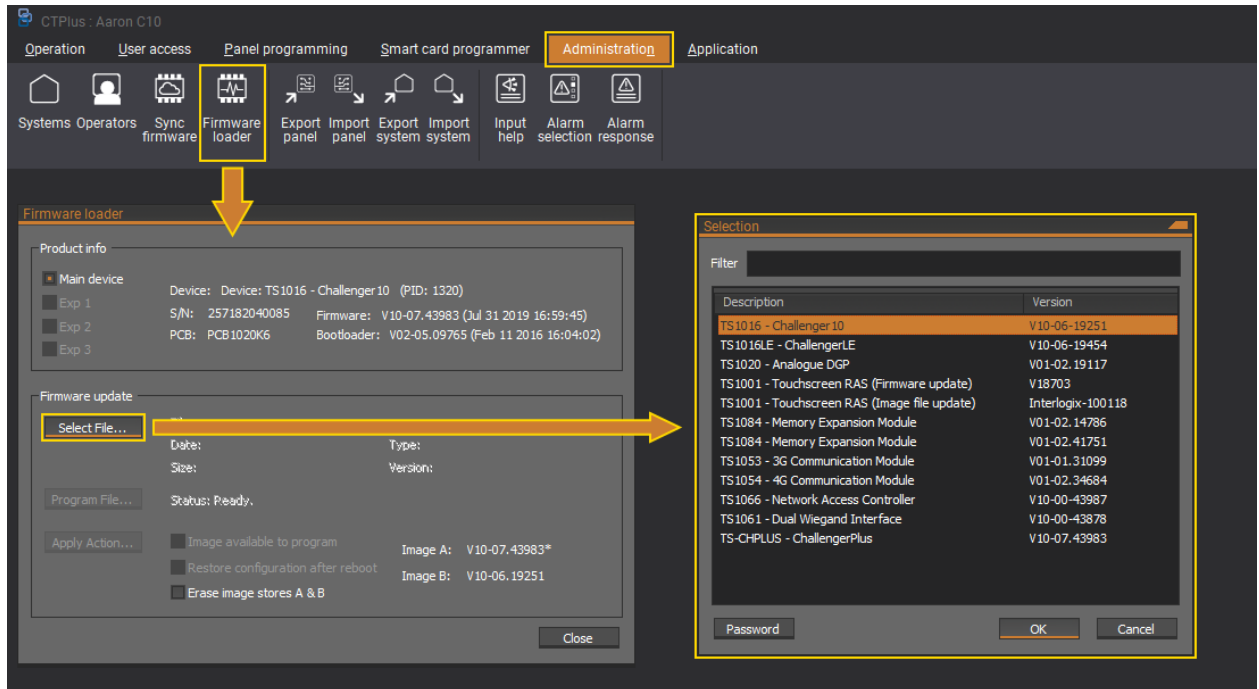 CTPlus : Aaron C10
Operation User access Panel programming Smart card programmer Administration Application
Systems Operators Sync firmware Firmware loader Export panel Import panel Export system Import system Input help Alarm selection Alarm response
Firmware loader
Product info
Main device
Exp 1
Exp 2
Exp 3
Device: Device: TS1016 - Challenger10 (PID: 1320)
S/N: 257182040085 Firmware: V10-07.43983 (Jul 31 2019 16:59:45)
PCB: PCB1020K6 Bootloader: V02-05.09765 (Feb 11 2016 16:04:02)
Firmware update
Select File...
Date: Type:
Size: Version:
Program File... Status: Ready.
Apply Action... Image available to program Image A: V10-07.43983*
Restore configuration after reboot Image B: V10-06.19251
Erase image stores A & B
Close
Selection
Filter
Description Version
TS1016 - Challenger10 V10-06-19251
TS1016LE - ChallengerLE V10-06-19454
TS1020 - Analogue DGP V01-02.19117
TS1001 - Touchscreen RAS (Firmware update) V18703
TS1001 - Touchscreen RAS (Image file update) Interlogix-100118
TS1084 - Memory Expansion Module V01-02.14786
TS1084 - Memory Expansion Module V01-02.41751
TS1053 - 3G Communication Module V01-01.31099
TS1054 - 4G Communication Module V01-02.34684
TS1066 - Network Access Controller V10-00-43987
TS1061 - Dual Wiegand Interface V10-00-43878
TS-CHPLUS - ChallengerPlus V10-07.43983
Password OK Cancel